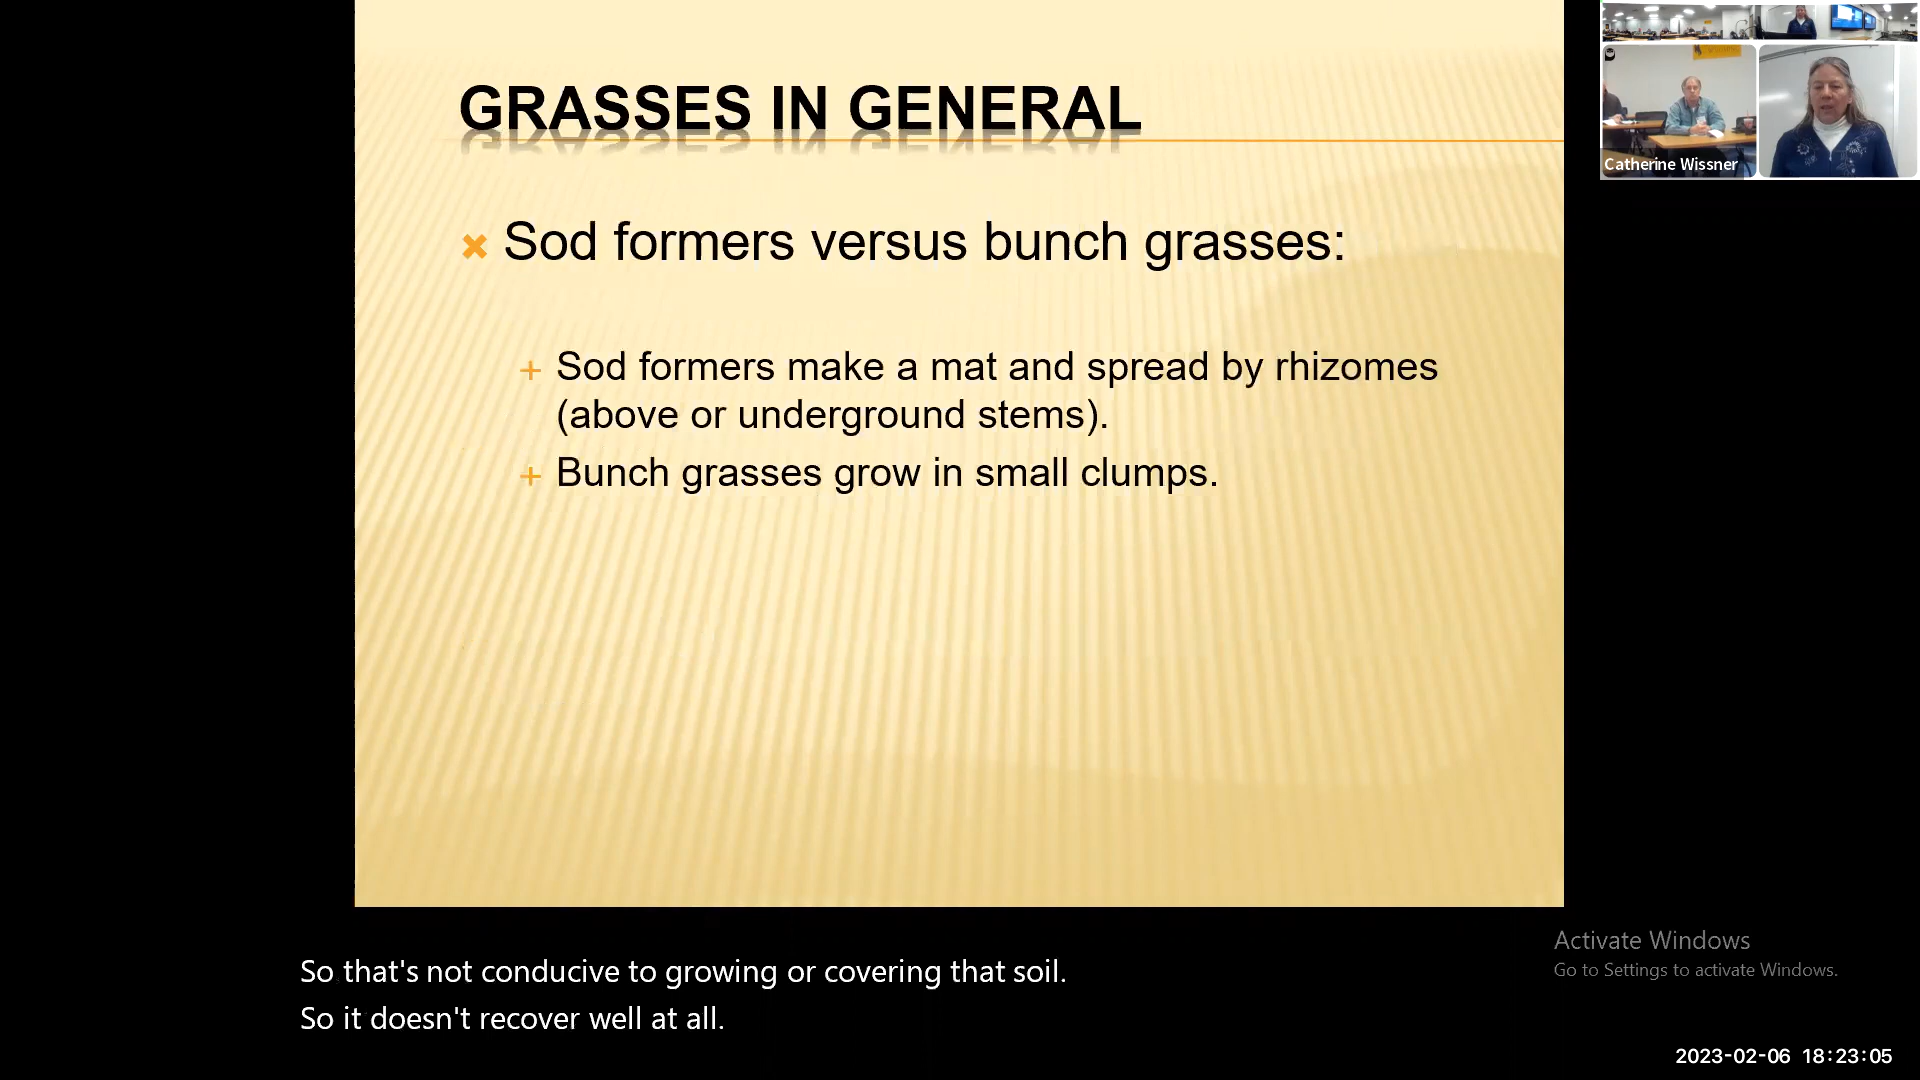 GRASSES IN GENERAL
Sod formers versus bunch grasses:
Sod formers make a mat and spread by rhizomes
(above or underground stems).
Bunch grasses grow in small clumps.
Catherine Wissner
So that's not conducive to growing or covering that soil.
So it doesn't recover well at all.
Activate Windows
Go to Settings to activate Windows.
2023-02-06 18:23:05